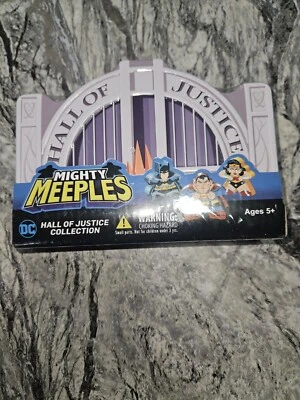 HALL OF JUSTICE
MIGHTY
MEEPLES
DC
HALL OF JUSTICE
COLLECTION
WARNING:
CHOKING HAZARD
Small parts. Not for children under 3 yrs.
Ages 5+